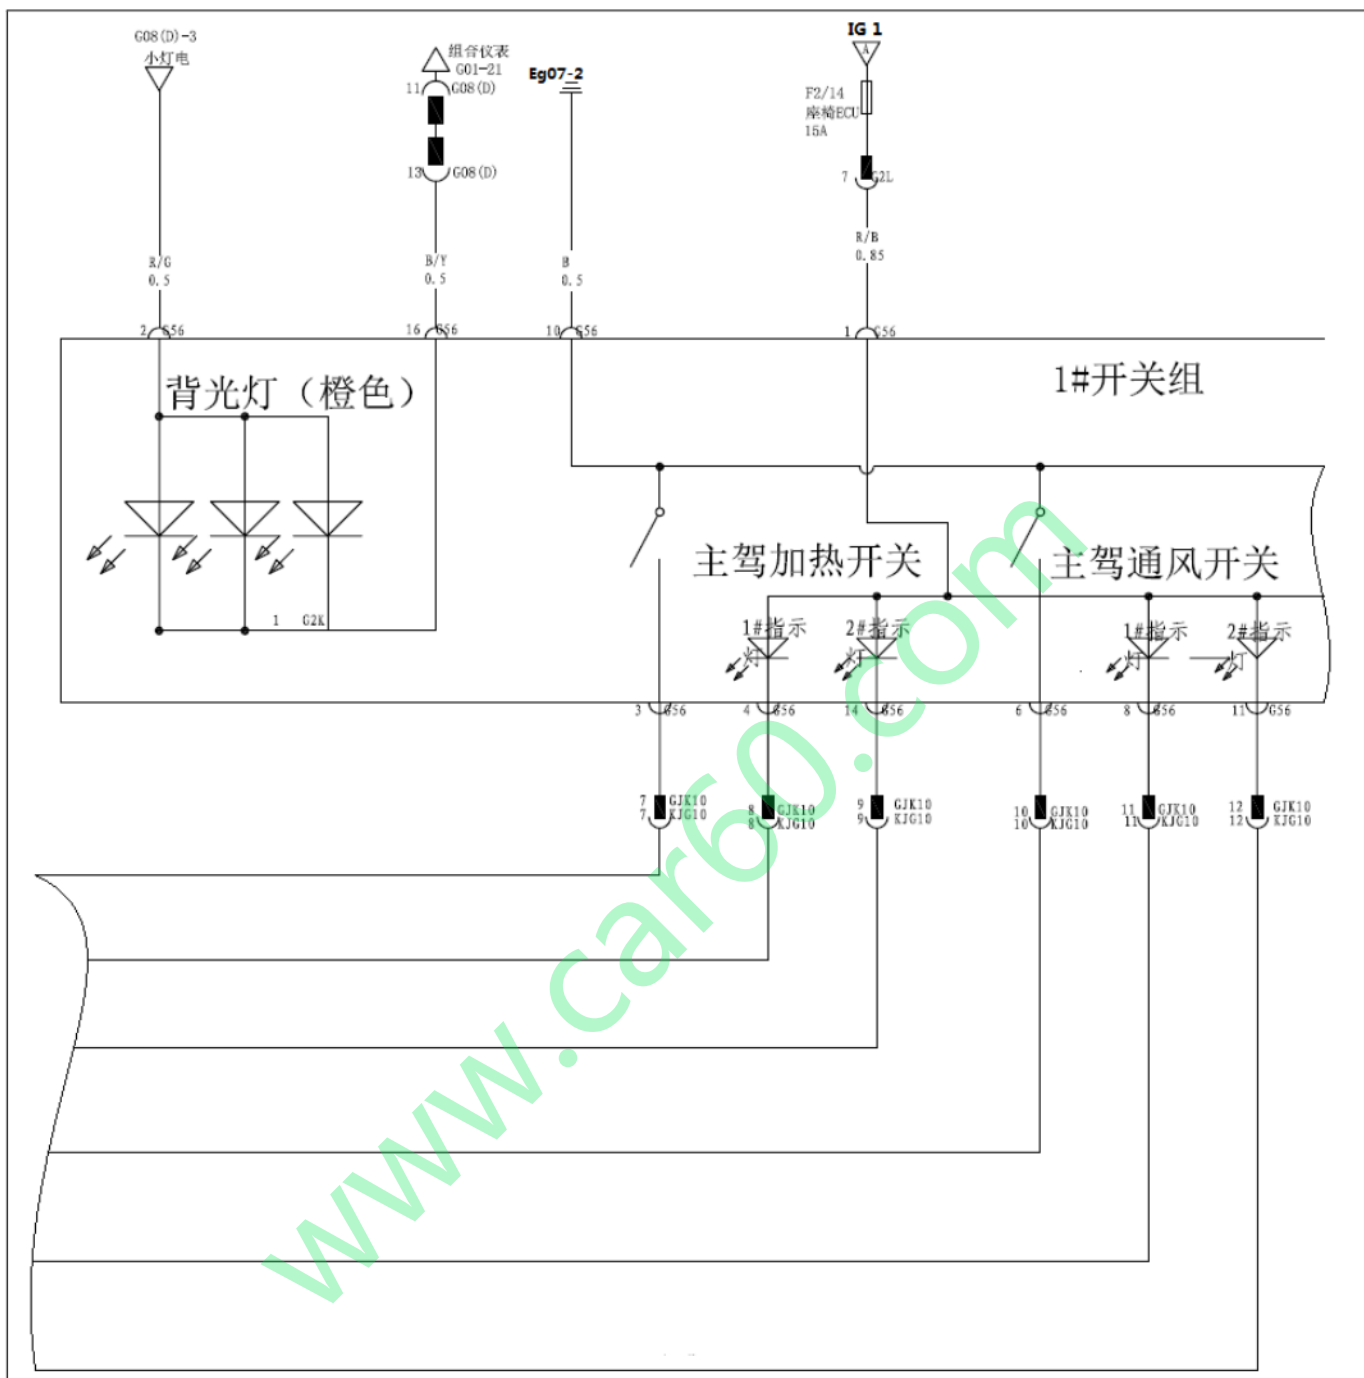 IG 1
G08(D)-3
小灯电
组合仪表
G01-21
11 G08(D)
Eg07-2
A
F2/14
座椅ECU
15A
13 G08(D)
7 G2L
R/G
0.5
B/Y
0.5
B
0.5
R/B
0.85
2 G56
16 G56
10 G56
1 G56
背光灯（橙色）
1#开关组
主驾加热开关
主驾通风开关
1 G2K
1#指示
灯
2#指示
灯
1#指示
灯
2#指示
灯
3 G56
4 G56
14 G56
6 G56
8 G56
11 G56
7 GJK10
7 KJG10
8 GJK10
8 KJG10
9 GJK10
9 KJG10
10 GJK10
10 KJG10
11 GJK10
11 KJG10
12 GJK10
12 KJG10
www.car60.com